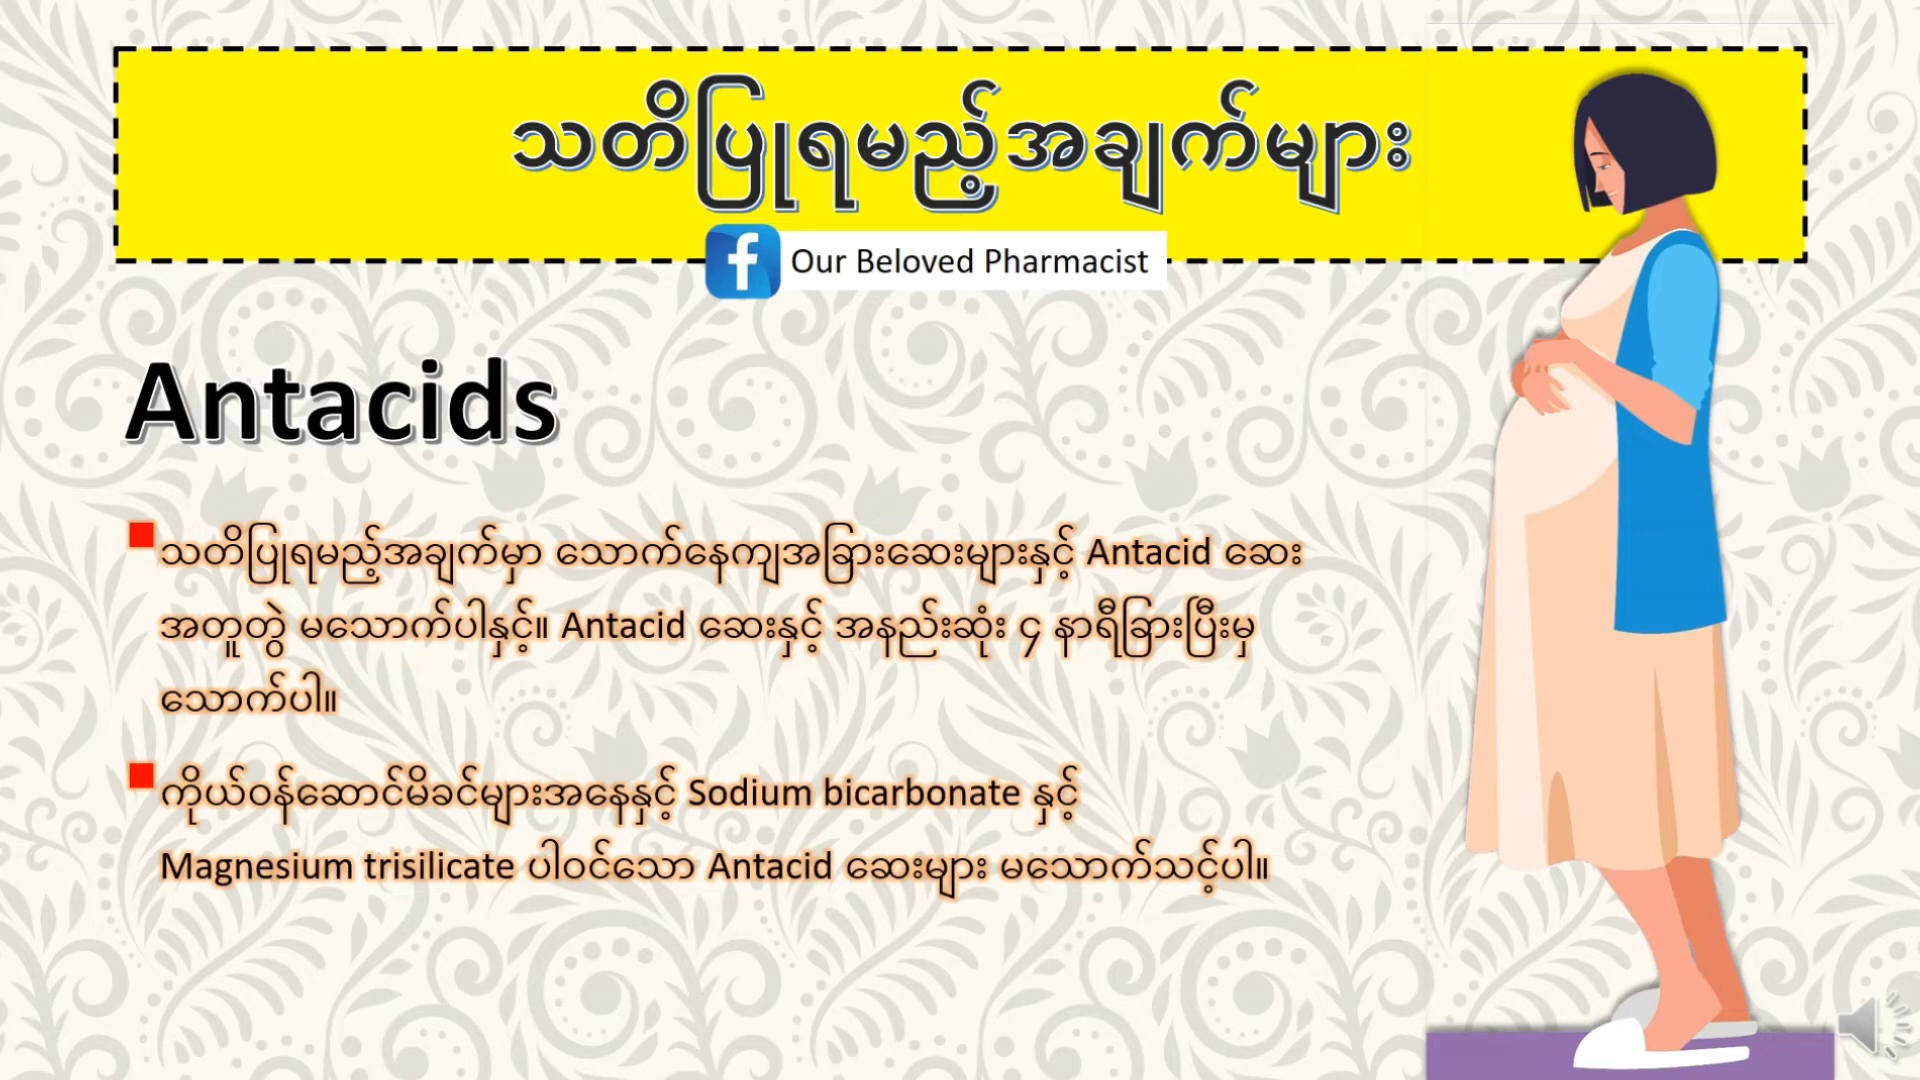 သတိပြုရမည့်အချက်များ
Our Beloved Pharmacist
Antacids
သတိပြုရမည့်အချက်မှာ သောက်နေကျအခြားဆေးများနှင့် Antacid ဆေး
အတူတွဲ မသောက်ပါနှင့်။ Antacid ဆေးနှင့် အနည်းဆုံး ၄ နာရီခြားပြီးမှ
သောက်ပါ။
ကိုယ်ဝန်ဆောင်မိခင်များအနေနှင့် Sodium bicarbonate နှင့်
Magnesium trisilicate ပါဝင်သော Antacid ဆေးများ မသောက်သင့်ပါ။